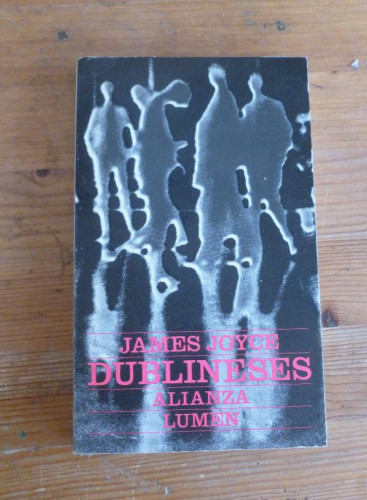 JAMES JOYCE
DUBLINESES
ALIANZA
LUMEN